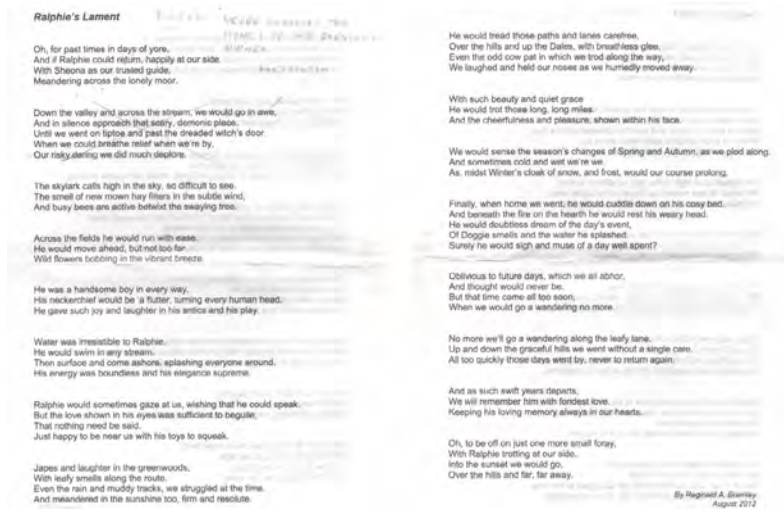 Ralphie's Lament
Oh, for past times in days of yore,
And if Ralphie could return, happily at our side.
With Sheona as our trusted guide,
Meandering across the lonely moor.
Down the valley and across the stream, we would go in awe,
And in silence approach that scary, demonic place.
Until we went on tiptoe and past the dreaded witch's door.
When we could breathe relief when we're by,
Our risky daring we did much deplore.
The skylark calls high in the sky, so difficult to see.
The smell of new mown hay filters in the subtle wind,
And busy bees are active betwixt the swaying tree.
Across the fields he would run with ease.
He would move ahead, but not too far.
Wild flowers bobbing in the vibrant breeze.
He was a handsome boy in every way.
His neckerchief would be 'a flutter, turning every human head.
He gave such joy and laughter in his antics and his play.
Water was irresistible to Ralphie.
He would swim in any stream.
Then surface and come ashore, splashing everyone around.
His energy was boundless and his elegance supreme.
Ralphie would sometimes gaze at us, wishing that he could speak.
But the love shown in his eyes was sufficient to beguile,
That nothing need be said.
Just happy to be near us with his toys to squeak.
Japes and laughter in the greenwoods,
With leafy smells along the route.
Even the rain and muddy tracks, we struggled at the time.
And meandered in the sunshine too, firm and resolute.
He would tread those paths and lanes carefree,
Over the hills and up the Dales, with breathless glee.
Even the odd cow pat in which we trod along the way,
We laughed and held our noses as we hurriedly moved away.
With such beauty and quiet grace
He would trot those long, long miles.
And the cheerfulness and pleasure, shown within his face.
We would sense the season's changes of Spring and Autumn, as we plod along.
And sometimes cold and wet we're we.
As, midst Winter's cloak of snow, and frost, would our course prolong.
Finally, when home we went, he would cuddle down on his cosy bed.
And beneath the fire on the hearth he would rest his weary head.
He would doubtless dream of the day's event,
Of Doggie smells and the water he splashed.
Surely he would sigh and muse of a day well spent?
Oblivious to future days, which we all abhor,
And thought would never be.
But that time came all too soon,
When we would go a wandering no more.
No more we'll go a wandering along the leafy lane.
Up and down the graceful hills we went without a single care.
All too quickly those days went by, never to return again.
And as such swift years departs,
We will remember him with fondest love.
Keeping his loving memory always in our hearts.
Oh, to be off on just one more small foray,
With Ralphie trotting at our side.
Into the sunset we would go,
Over the hills and far, far away.
By Reginald A. Bramley
August 2012